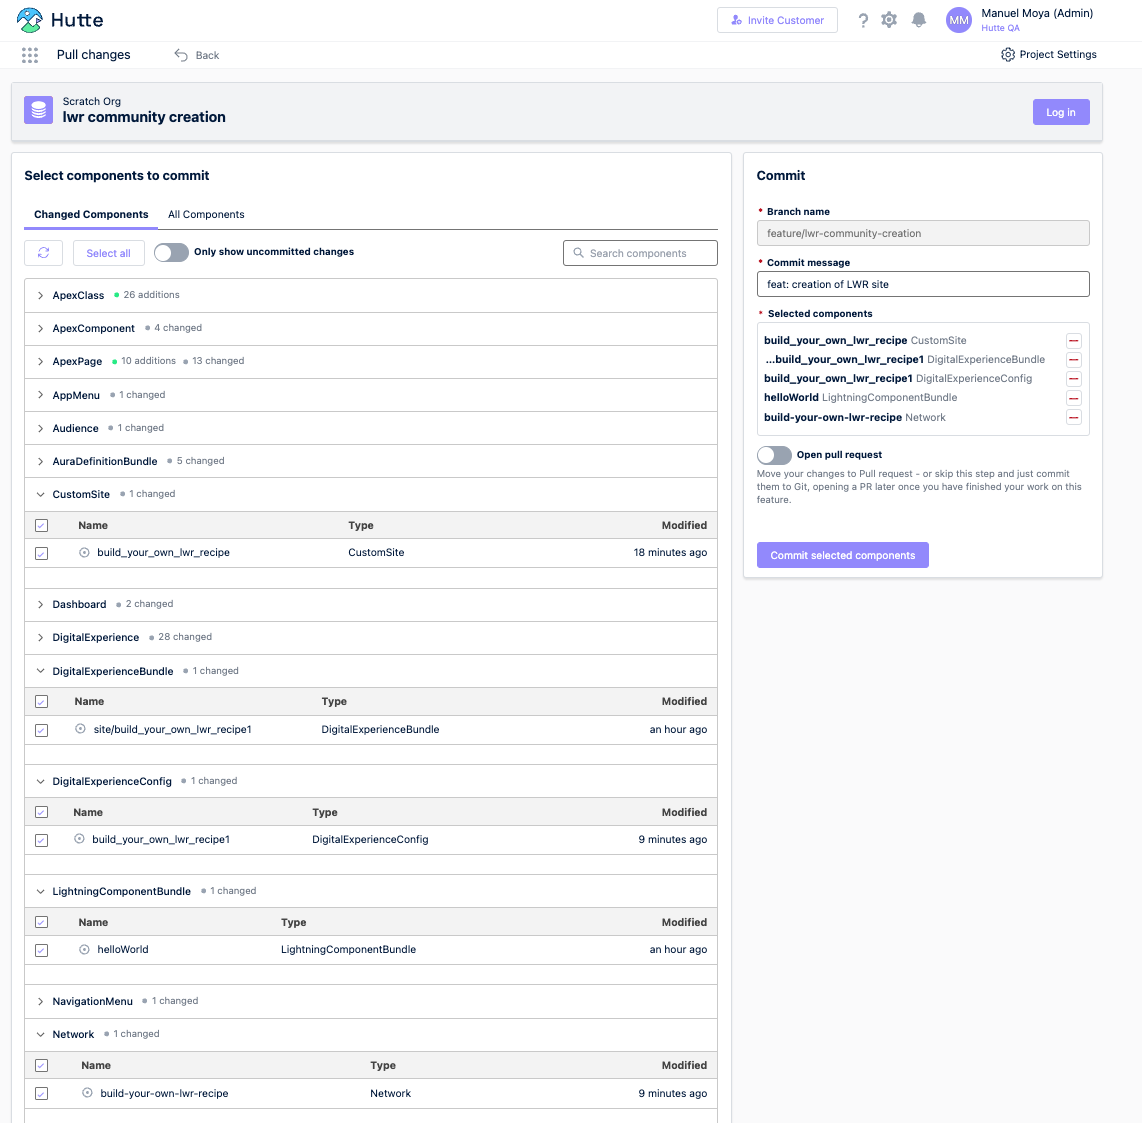 Hutte
Invite Customer
?
MM
Manuel Moya (Admin)
Hutte QA
Pull changes
Back
Project Settings
Scratch Org
lwr community creation
Log in
Select components to commit
Changed Components
All Components
Select all
Only show uncommitted changes
Search components
ApexClass 26 additions
ApexComponent 4 changed
ApexPage 10 additions 13 changed
AppMenu 1 changed
Audience 1 changed
AuraDefinitionBundle 5 changed
CustomSite 1 changed
Name Type Modified
build_your_own_lwr_recipe CustomSite 18 minutes ago
Dashboard 2 changed
DigitalExperience 28 changed
DigitalExperienceBundle 1 changed
Name Type Modified
site/build_your_own_lwr_recipe1 DigitalExperienceBundle an hour ago
DigitalExperienceConfig 1 changed
Name Type Modified
build_your_own_lwr_recipe1 DigitalExperienceConfig 9 minutes ago
LightningComponentBundle 1 changed
Name Type Modified
helloWorld LightningComponentBundle an hour ago
NavigationMenu 1 changed
Network 1 changed
Name Type Modified
build-your-own-lwr-recipe Network 9 minutes ago
Commit
* Branch name
feature/lwr-community-creation
* Commit message
feat: creation of LWR site
* Selected components
build_your_own_lwr_recipe CustomSite
...build_your_own_lwr_recipe1 DigitalExperienceBundle
build_your_own_lwr_recipe1 DigitalExperienceConfig
helloWorld LightningComponentBundle
build-your-own-lwr-recipe Network
Open pull request
Move your changes to Pull request - or skip this step and just commit
them to Git, opening a PR later once you have finished your work on this
feature.
Commit selected components